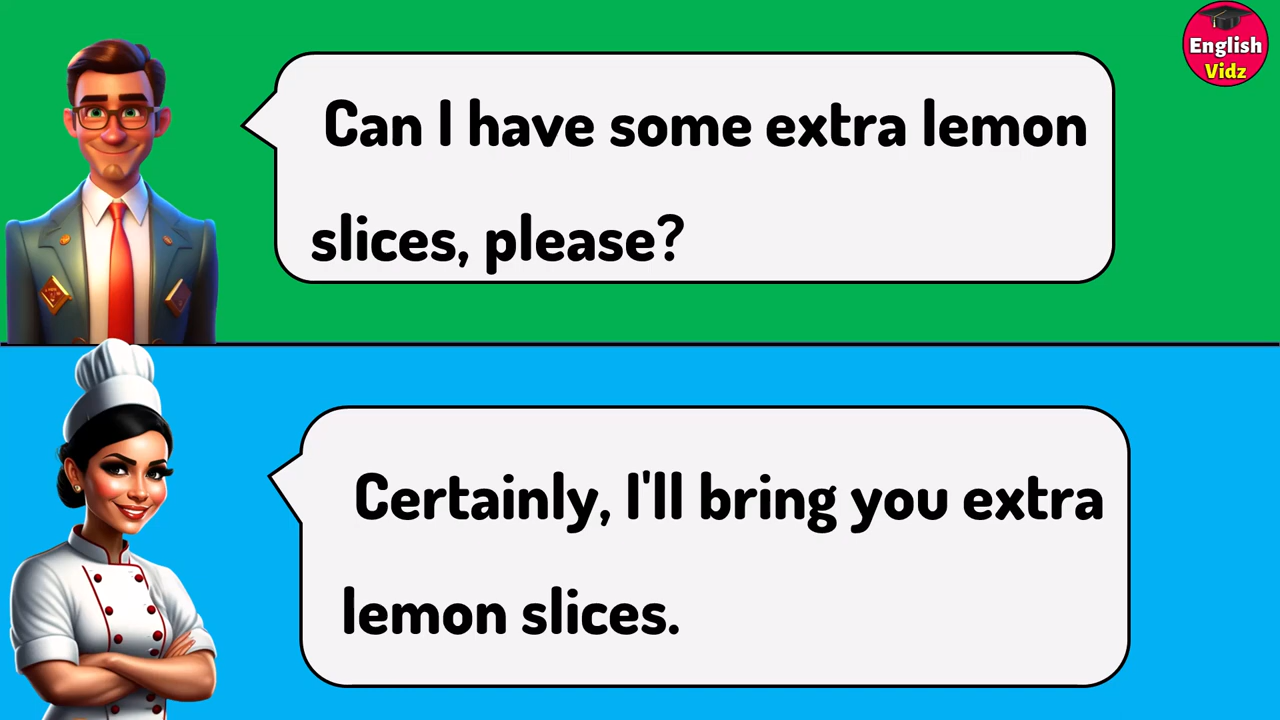 English
Vidz
Can I have some extra lemon
slices, please?
Certainly, I'll bring you extra
lemon slices.